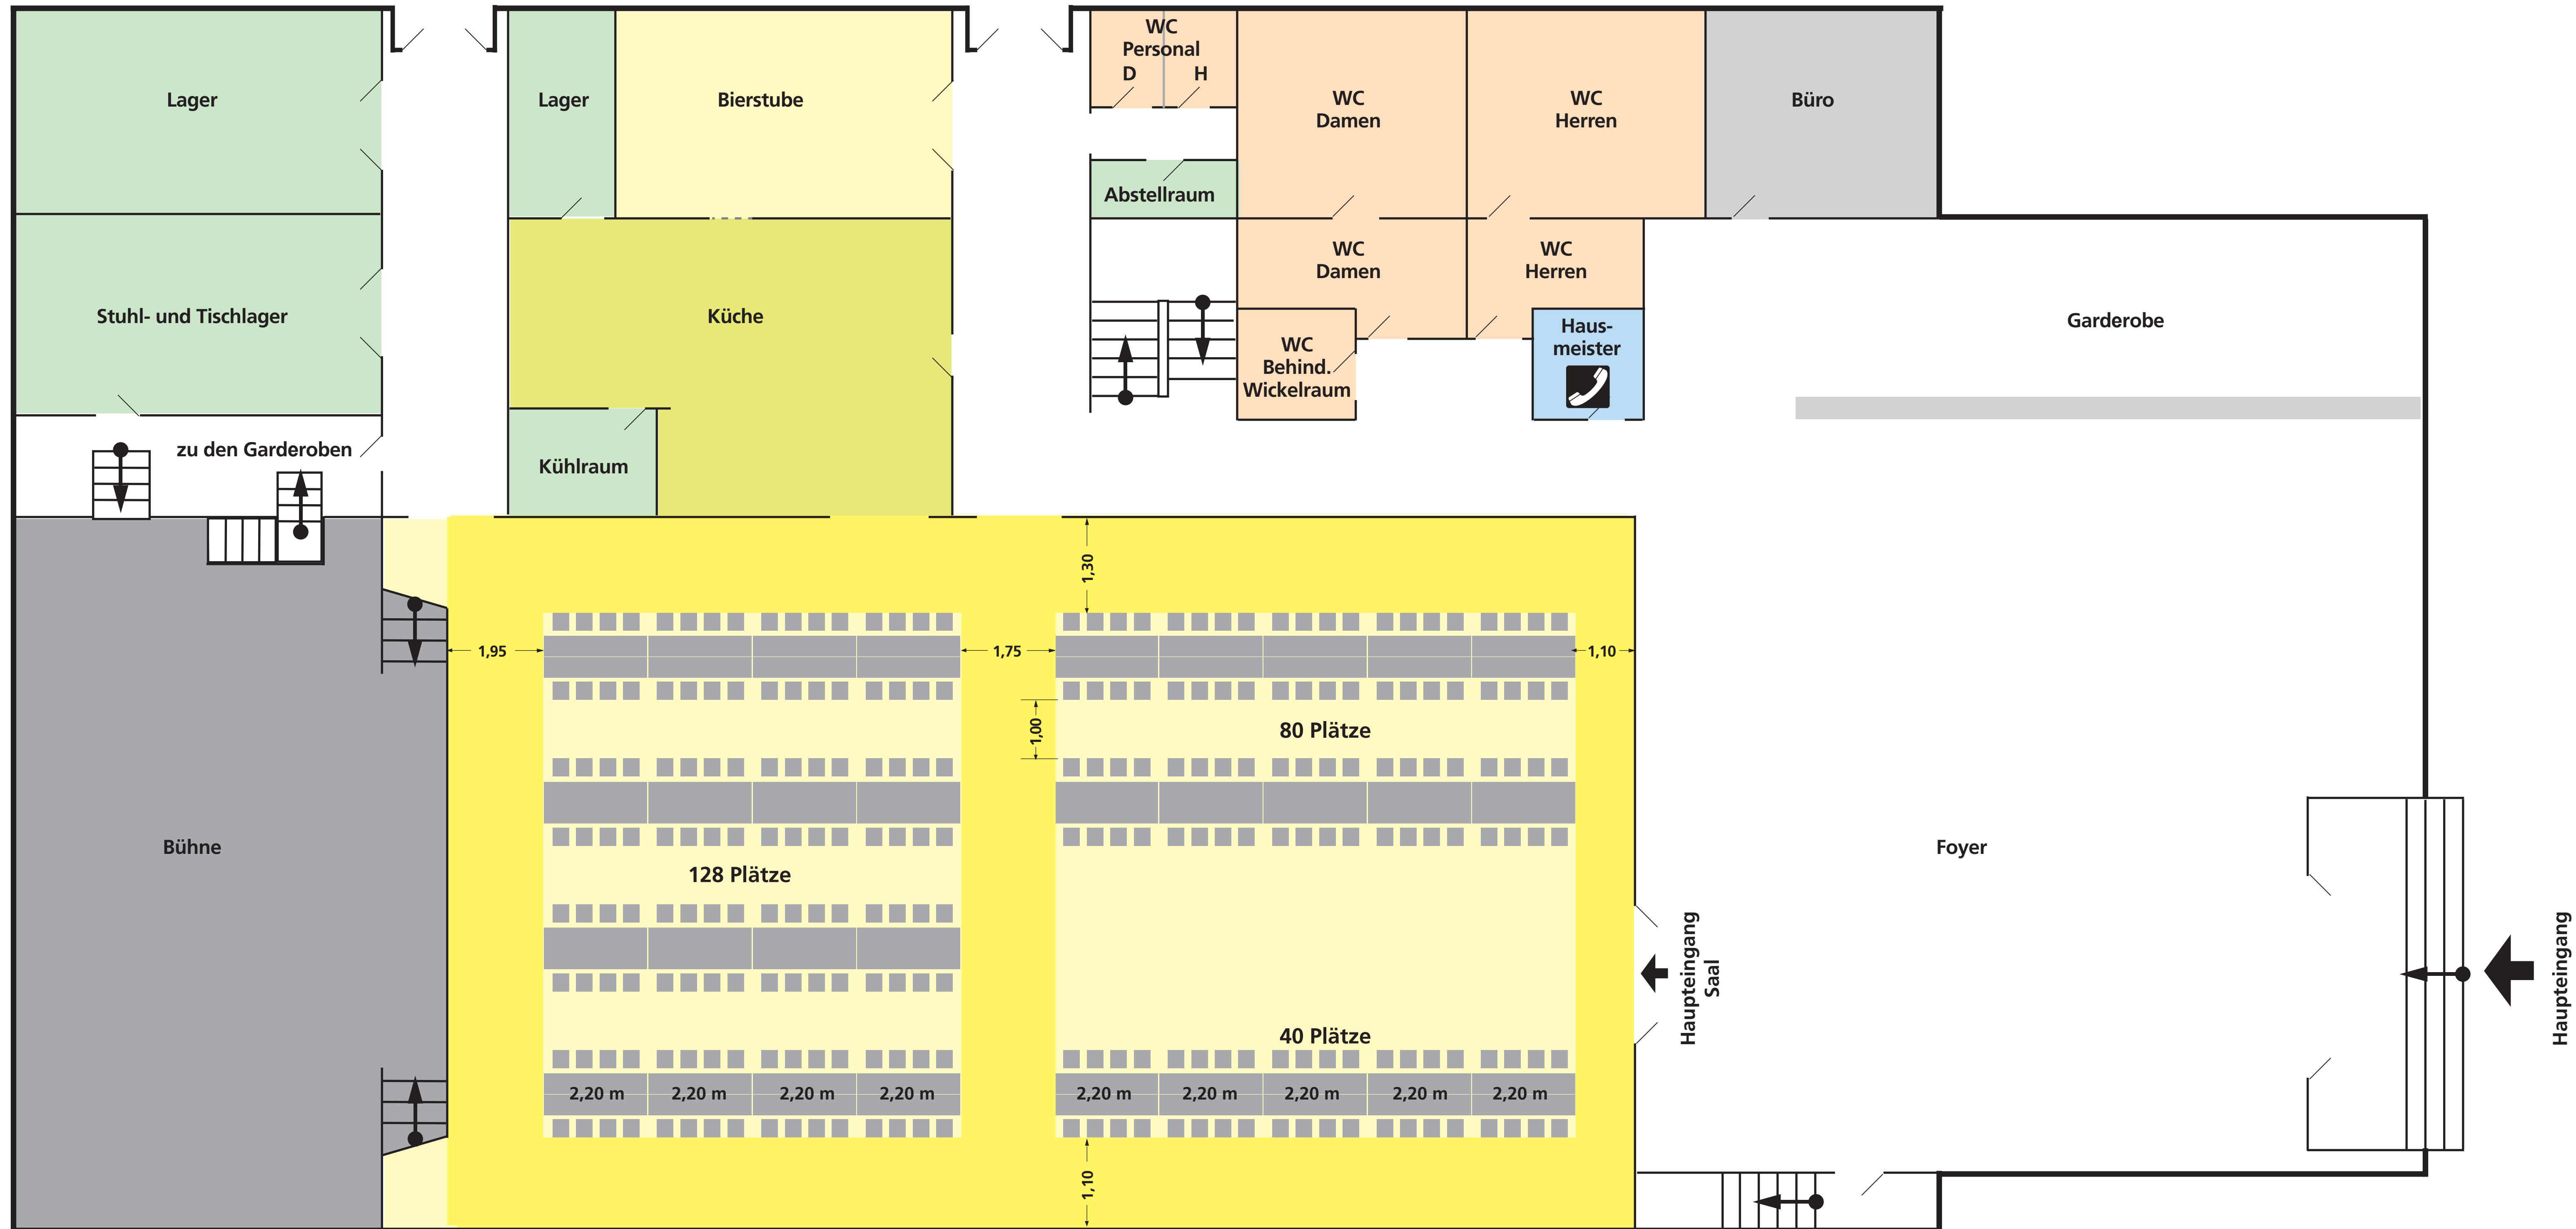 WC
Personal
D H
Lager
Lager
Bierstube
WC
Damen
WC
Herren
Büro
Abstellraum
WC
Damen
WC
Herren
Stuhl- und Tischlager
Küche
Haus-
meister
Garderobe
WC
Behind.
Wickelraum
zu den Garderoben
Kühlraum
1,30
1,95
1,75
1,10
1,00
80 Plätze
Bühne
128 Plätze
Foyer
Haupteingang
Saal
Haupteingang
40 Plätze
2,20 m 2,20 m 2,20 m 2,20 m
2,20 m 2,20 m 2,20 m 2,20 m 2,20 m
1,10